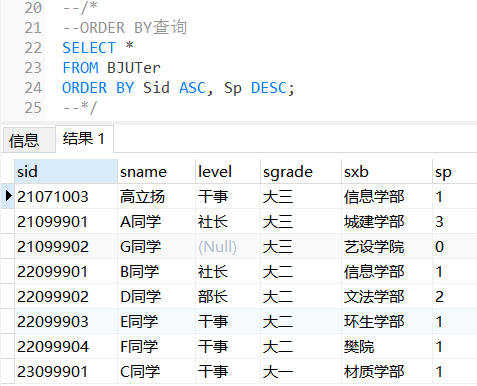 20 --/*
21 --ORDER BY查询
22 SELECT *
23 FROM BJUTer
24 ORDER BY Sid ASC, Sp DESC;
25 --*/
信息 结果 1
sid sname level sgrade sxb sp
21071003 高立扬 干事 大三 信息学部 1
21099901 A同学 社长 大三 城建学部 3
21099902 G同学 (Null) 大三 艺设学院 0
22099901 B同学 社长 大二 信息学部 1
22099902 D同学 部长 大二 文法学部 2
22099903 E同学 干事 大二 环生学部 1
22099904 F同学 干事 大二 樊院 1
23099901 C同学 干事 大一 材质学部 1